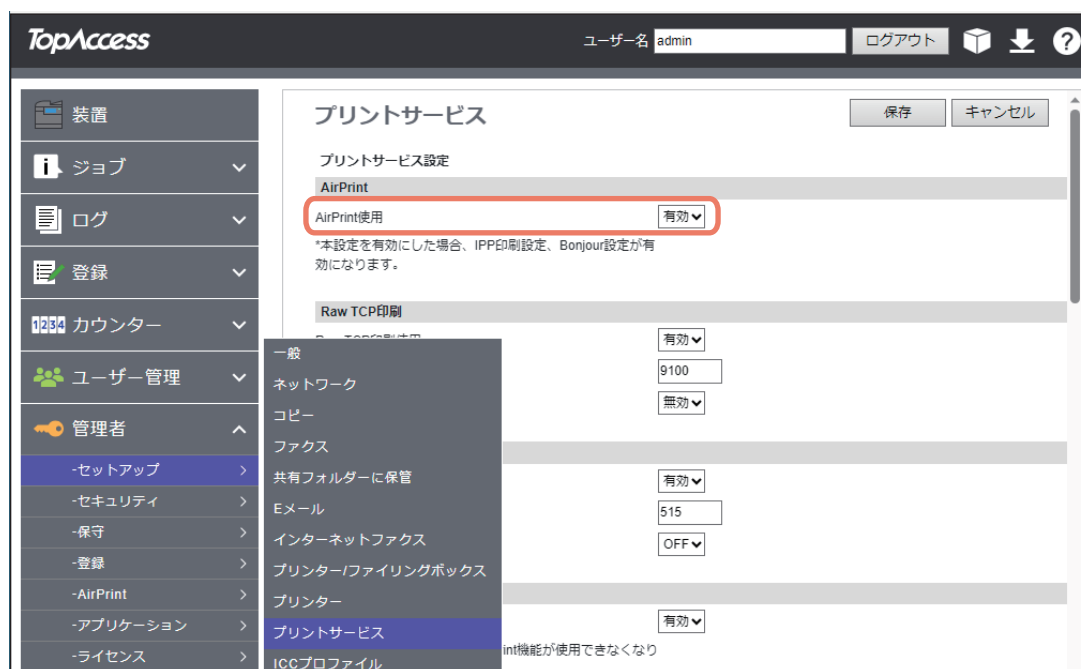 TopAccess
ユーザー名 admin ログアウト ?
装置
ジョブ
ログ
登録
1234 カウンター
ユーザー管理
管理者
-セットアップ
-セキュリティ
-保守
-登録
-AirPrint
-アプリケーション
-ライセンス
一般
ネットワーク
コピー
ファクス
共有フォルダーに保管
Eメール
インターネットファクス
プリンター/ファイリングボックス
プリンター
プリントサービス
ICCプロファイル
プリントサービス 保存 キャンセル
プリントサービス設定
AirPrint
AirPrint使用 有効
*本設定を有効にした場合、IPP印刷設定、Bonjour設定が有
効になります。
Raw TCP印刷
有効
9100
無効
有効
515
OFF
有効
int機能が使用できなくなり